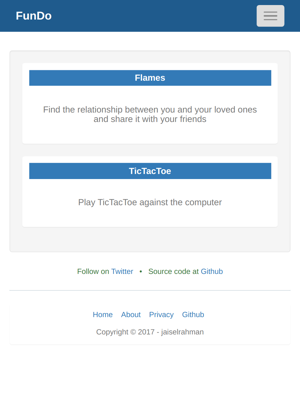 FunDo
Flames
Find the relationship between you and your loved ones
and share it with your friends
TicTacToe
Play TicTacToe against the computer
Follow on Twitter • Source code at Github
Home About Privacy Github
Copyright © 2017 - jaiselrahman